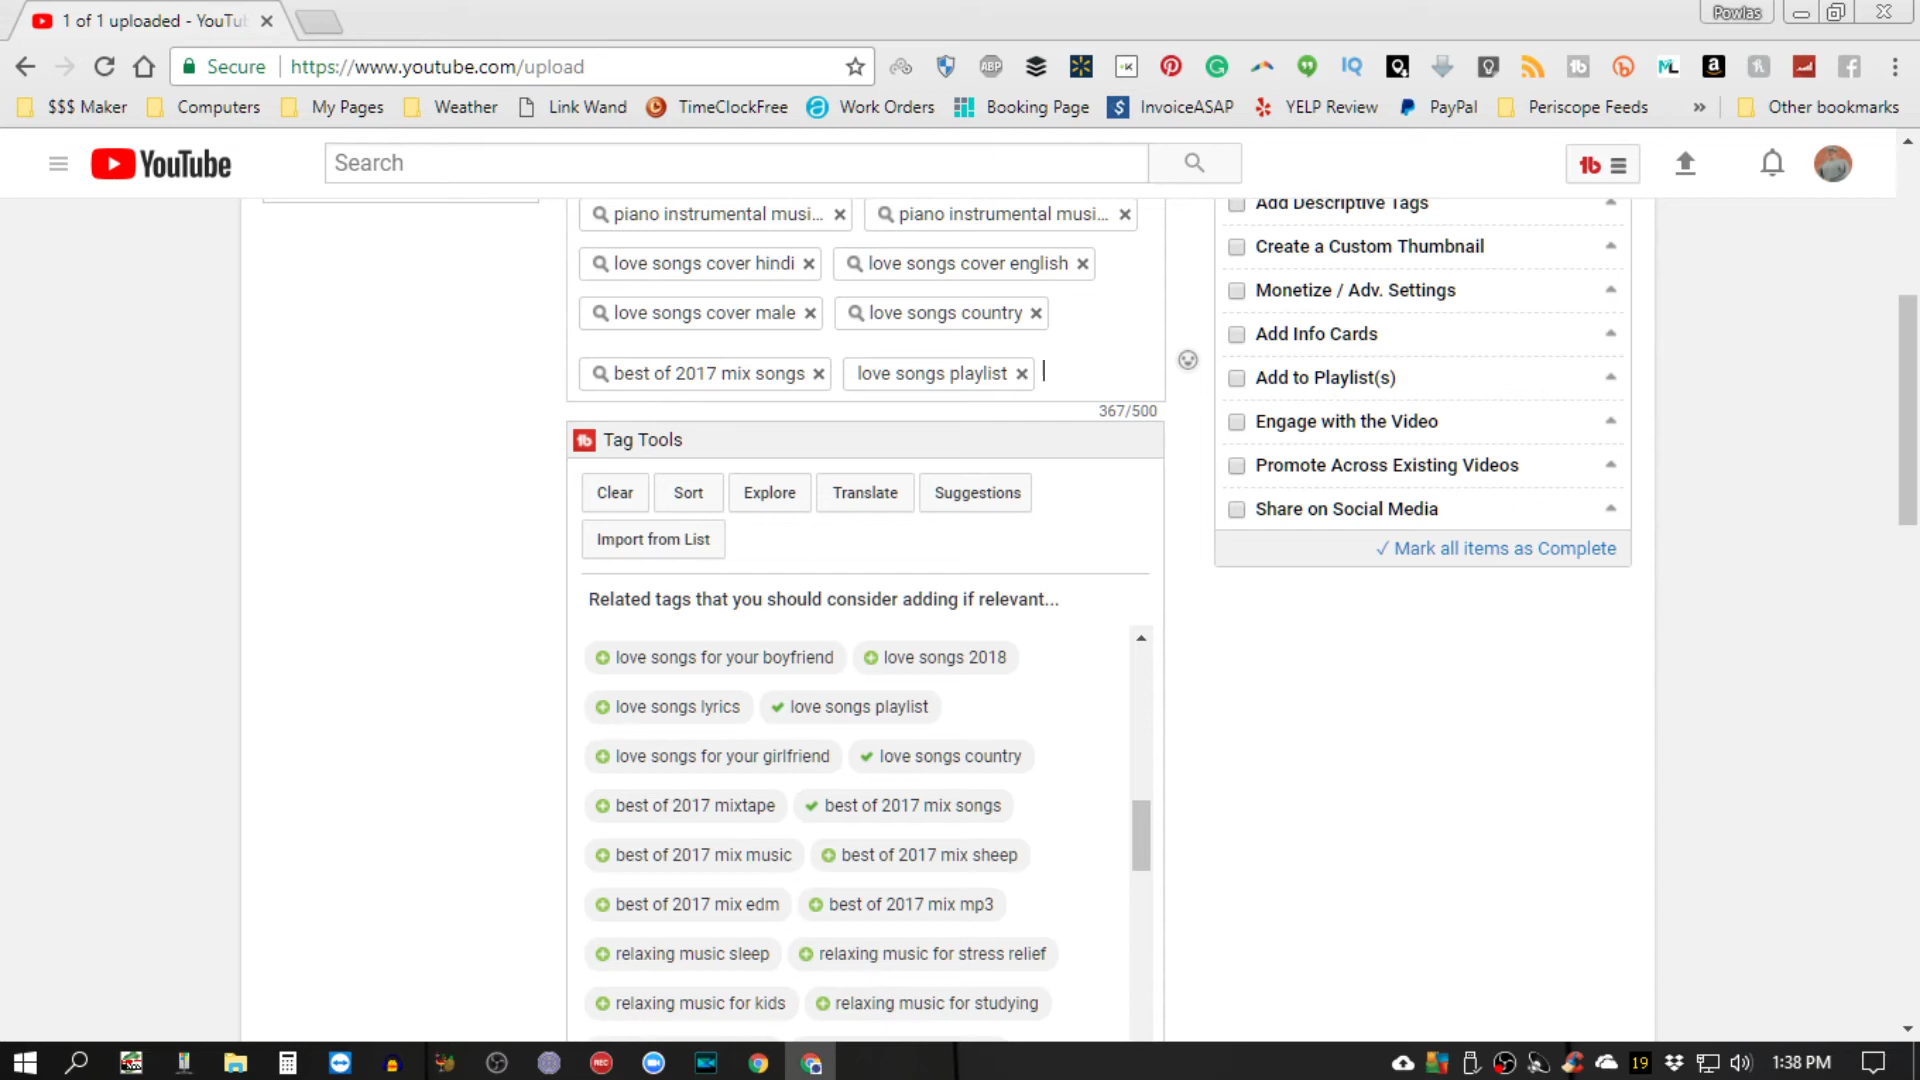 1 of 1 uploaded - YouTu
Powlas
Secure https://www.youtube.com/upload
$$$ Maker Computers My Pages Weather Link Wand TimeClockFree Work Orders Booking Page InvoiceASAP YELP Review PayPal Periscope Feeds » Other bookmarks
YouTube Search
piano instrumental musi... piano instrumental musi...
love songs cover hindi love songs cover english
love songs cover male love songs country
best of 2017 mix songs love songs playlist
367/500
Tag Tools
Clear Sort Explore Translate Suggestions
Import from List
Related tags that you should consider adding if relevant...
love songs for your boyfriend love songs 2018
love songs lyrics love songs playlist
love songs for your girlfriend love songs country
best of 2017 mixtape best of 2017 mix songs
best of 2017 mix music best of 2017 mix sheep
best of 2017 mix edm best of 2017 mix mp3
relaxing music sleep relaxing music for stress relief
relaxing music for kids relaxing music for studying
Add Descriptive Tags
Create a Custom Thumbnail
Monetize / Adv. Settings
Add Info Cards
Add to Playlist(s)
Engage with the Video
Promote Across Existing Videos
Share on Social Media
✓ Mark all items as Complete
REC 19 1:38 PM